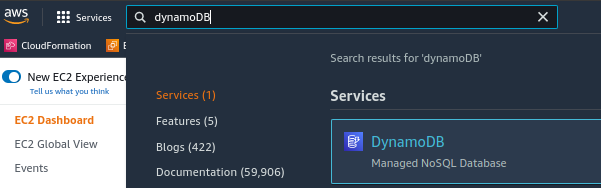 aws
Services
dynamoDB
CloudFormation
New EC2 Experience
Tell us what you think
EC2 Dashboard
EC2 Global View
Events
Search results for 'dynamoDB'
Services (1)
Features (5)
Blogs (422)
Documentation (59,906)
Services
DynamoDB
Managed NoSQL Database